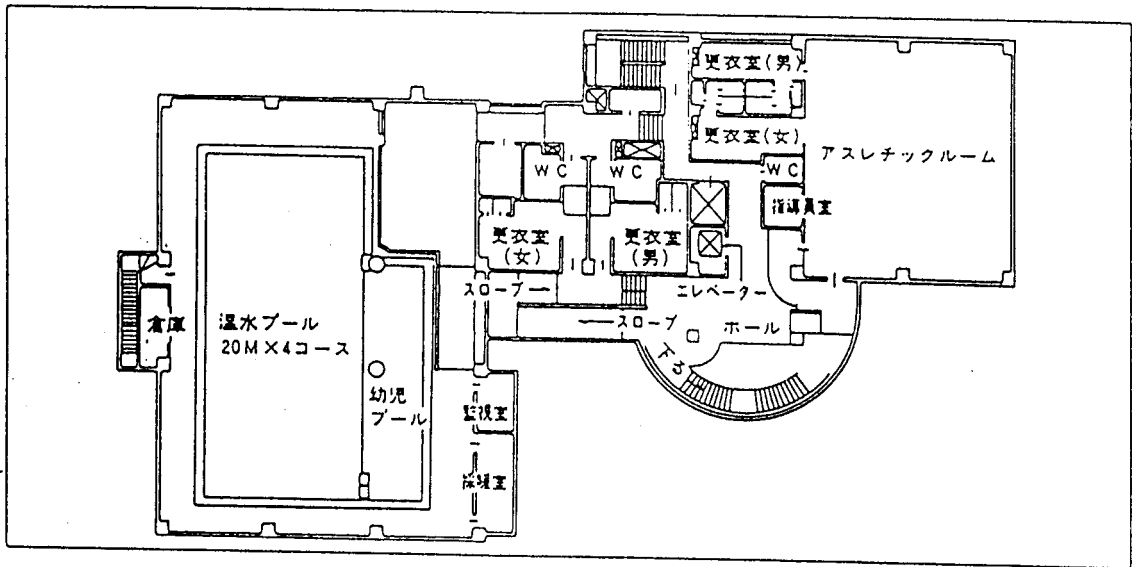 更衣室(男)
更衣室(女)
アスレチックルーム
WC
WC
WC
指導員室
更衣室
(女)
更衣室
(男)
スロープ
エレベーター
←スロープ
ホール
下る
倉庫
温水プール
20M×4コース
幼児
プール
監視室
採暖室